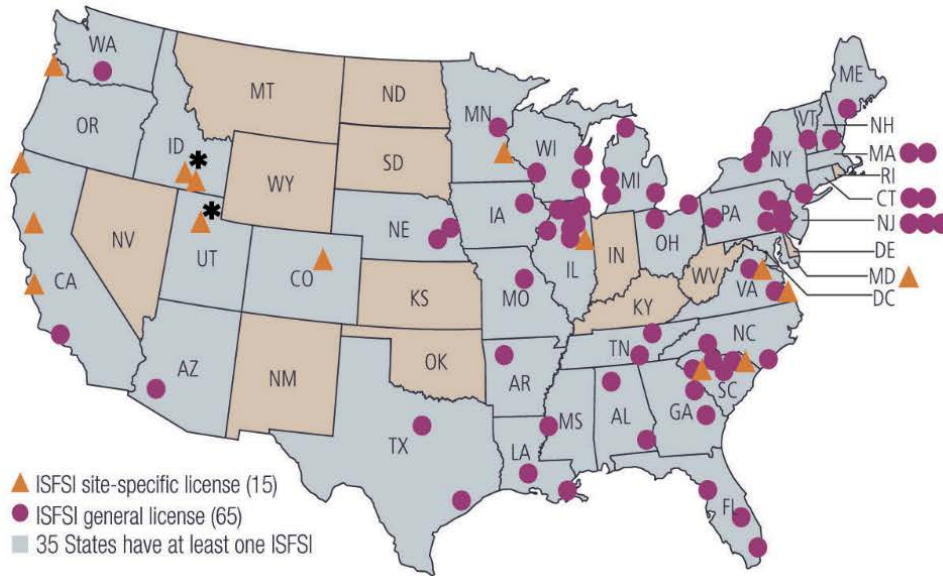 WA
MT
ND
MN
ME
VT
NH
OR
ID
*
SD
WI
MI
NY
MA
RI
WY
CT
NV
*
NE
IA
PA
NJ
UT
CO
IL
IN
OH
DE
CA
KS
MO
WV
VA
MD
DC
KY
NC
AZ
NM
OK
AR
TN
SC
TX
LA
MS
AL
GA
FL
ISFSI site-specific license (15)
ISFSI general license (65)
35 States have at least one ISFSI